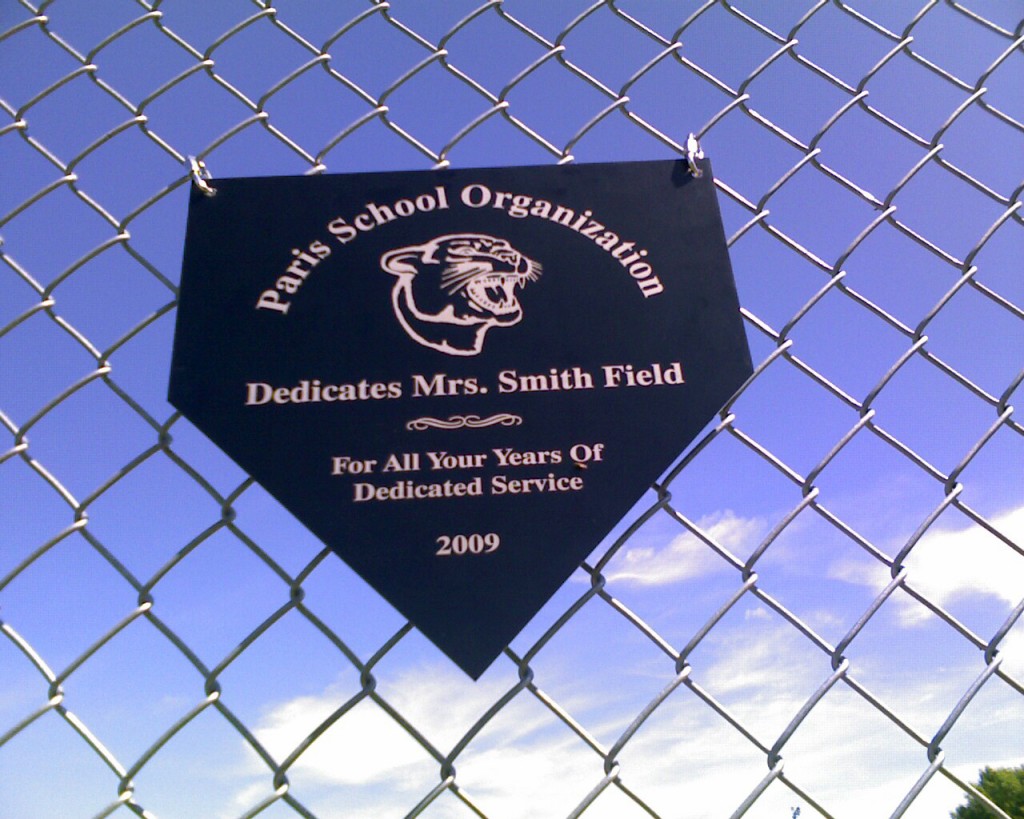 Paris School Organization
Dedicates Mrs. Smith Field
For All Your Years Of
Dedicated Service
2009